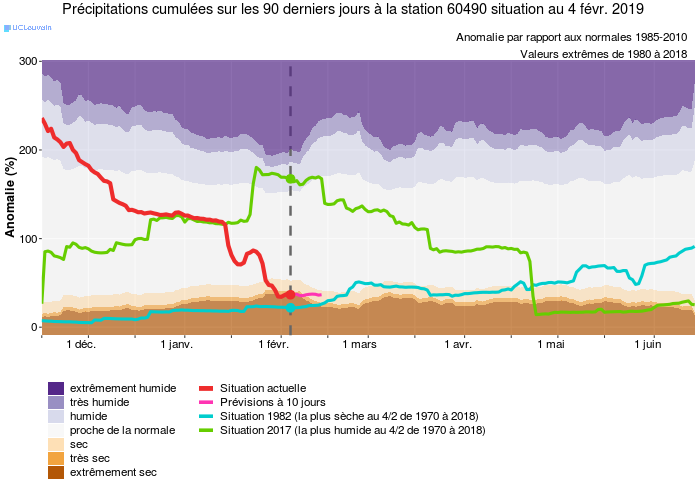 Précipitations cumulées sur les 90 derniers jours à la station 60490 situation au 4 févr. 2019
UCLouvain
Anomalie par rapport aux normales 1985-2010
Valeurs extrêmes de 1980 à 2018
Anomalie (%)
300
200
100
0
1 déc.
1 janv.
1 févr.
1 mars
1 avr.
1 mai
1 juin
extrêmement humide
très humide
humide
proche de la normale
sec
très sec
extrêmement sec
Situation actuelle
Prévisions à 10 jours
Situation 1982 (la plus sèche au 4/2 de 1970 à 2018)
Situation 2017 (la plus humide au 4/2 de 1970 à 2018)